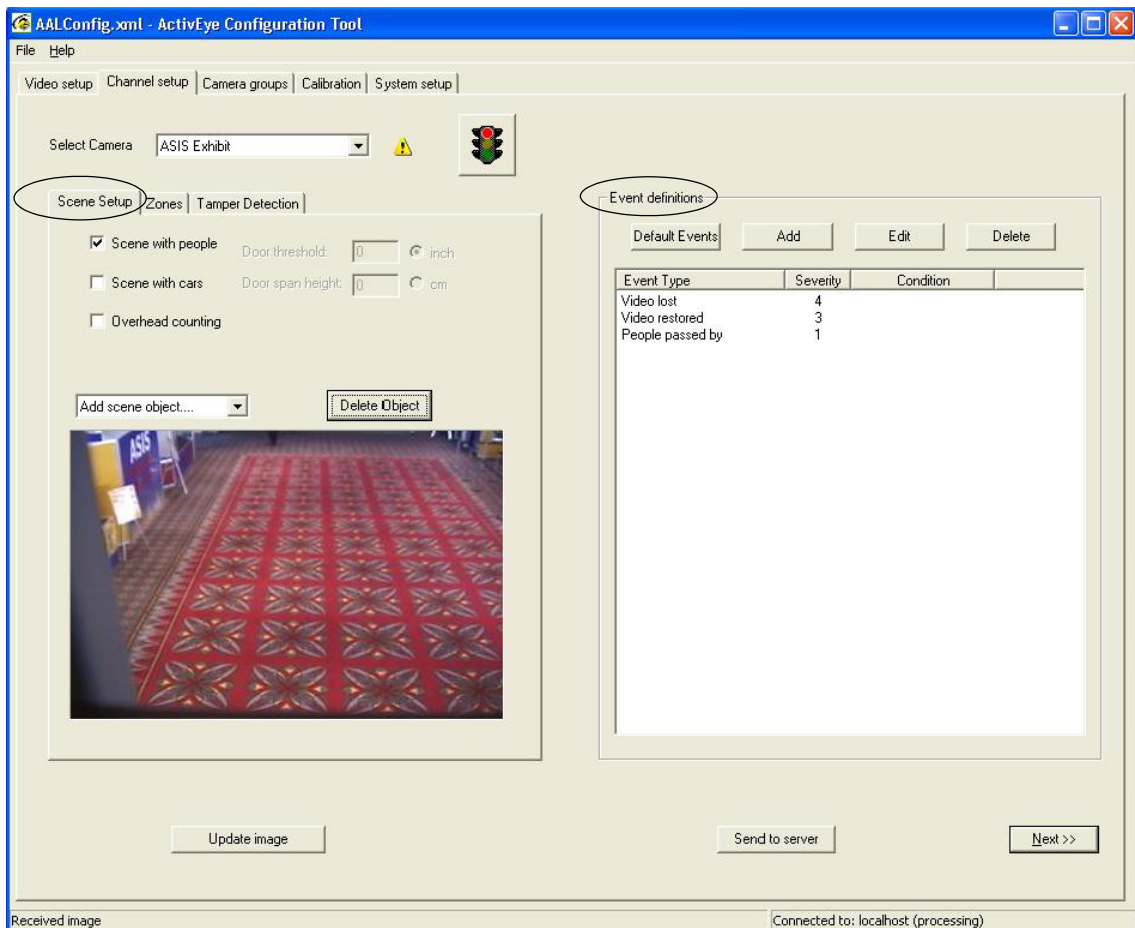 AALConfig.xml - ActivEye Configuration Tool
File Help
Video setup Channel setup Camera groups Calibration System setup
Select Camera ASIS Exhibit
Scene Setup Zones Tamper Detection
Scene with people Door threshold: 0 inch
Scene with cars Door span height: 0 cm
Overhead counting
Add scene object.... Delete Object
ASIS
Update image
Event definitions
Default Events Add Edit Delete
Event Type Severity Condition
Video lost 4
Video restored 3
People passed by 1
Send to server Next >>
Received image Connected to: localhost (processing)